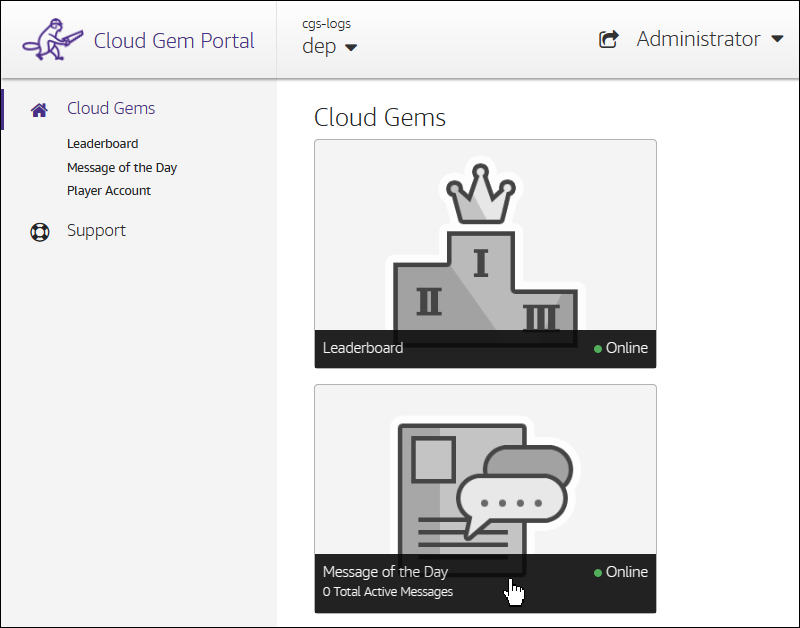 Cloud Gem Portal
cgs-logs
dep
Administrator
Cloud Gems
Leaderboard
Message of the Day
Player Account
Support
Cloud Gems
I
II
III
Leaderboard
Online
Message of the Day
Online
0 Total Active Messages